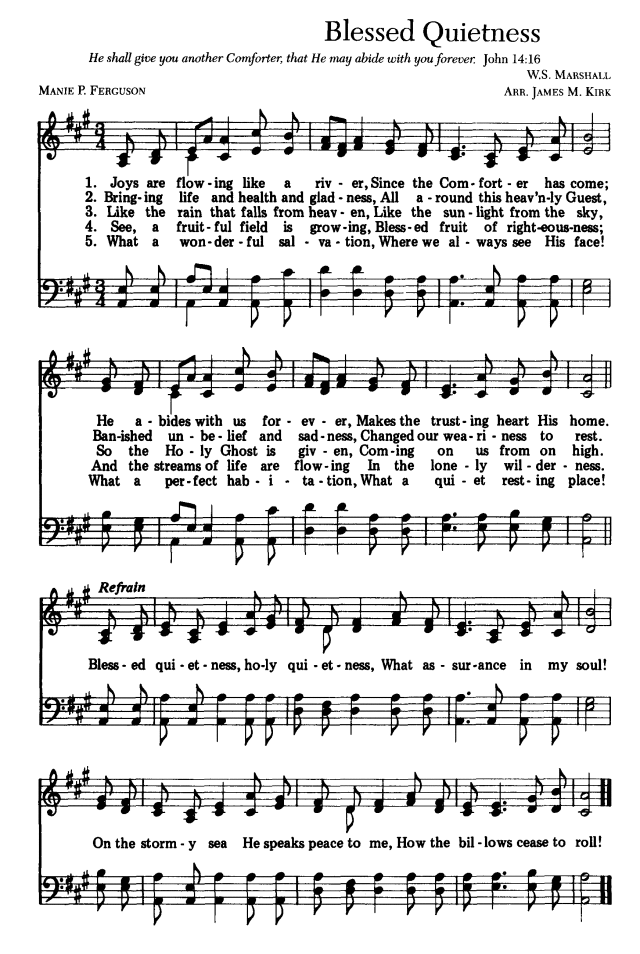 Blessed Quietness
He shall give you another Comforter, that He may abide with you forever. John 14:16
W.S. Marshall
Manie P. Ferguson Arr. James M. Kirk
1. Joys are flow-ing like a riv-er, Since the Com-fort-er has come;
2. Bring-ing life and health and glad-ness, All a-round this heav'n-ly Guest,
3. Like the rain that falls from heav-en, Like the sun-light from the sky,
4. See, a fruit-ful field is grow-ing, Bless-ed fruit of right-eous-ness;
5. What a won-der-ful sal-va-tion, Where we al-ways see His face!
He a-bides with us for-ev-er, Makes the trust-ing heart His home.
Ban-ished un-be-lief and sad-ness, Changed our wea-ri-ness to rest.
So the Ho-ly Ghost is giv-en, Com-ing on us from on high.
And the streams of life are flow-ing In the lone-ly wil-der-ness.
What a per-fect hab-i-ta-tion, What a qui-et rest-ing place!
Refrain
Bless-ed qui-et-ness, ho-ly qui-et-ness, What as-sur-ance in my soul!
On the storm-y sea He speaks peace to me, How the bil-lows cease to roll!